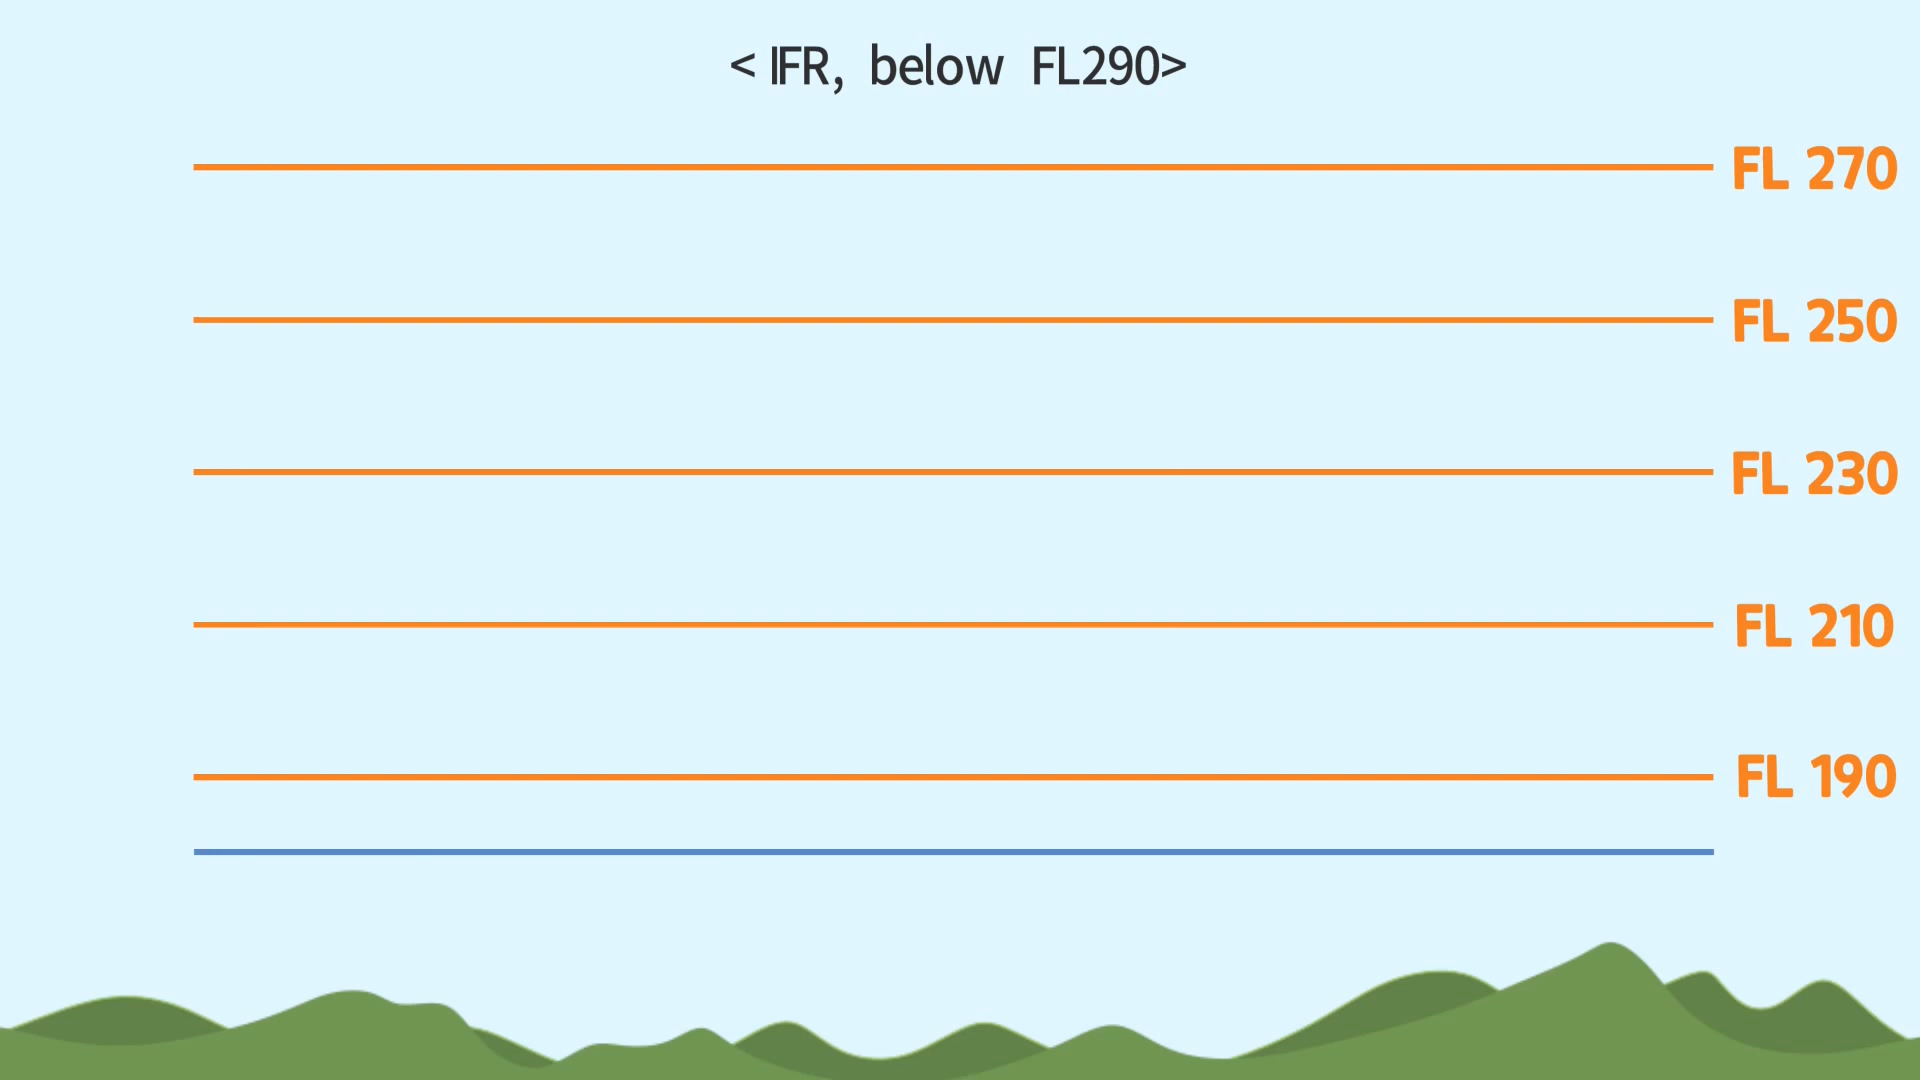 < IFR, below FL290>
FL 270
FL 250
FL 230
FL 210
FL 190